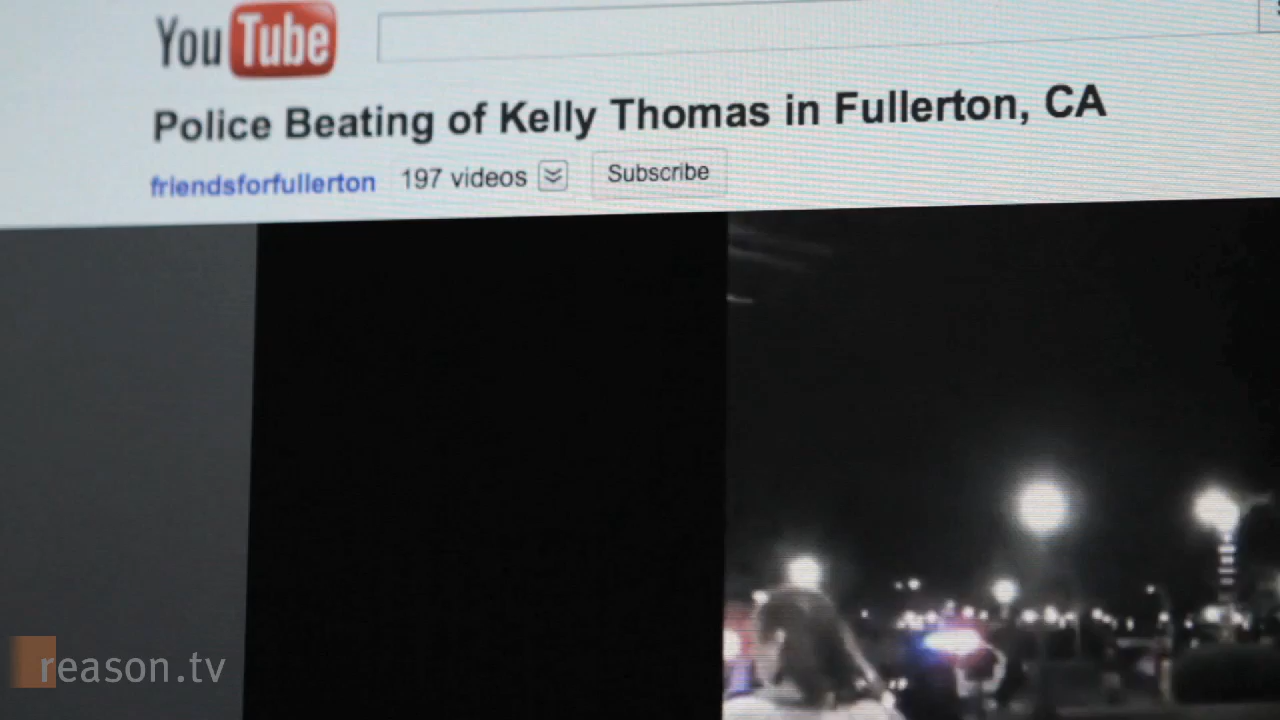 YouTube
Police Beating of Kelly Thomas in Fullerton, CA
friendsforfullerton 197 videos Subscribe
reason.tv